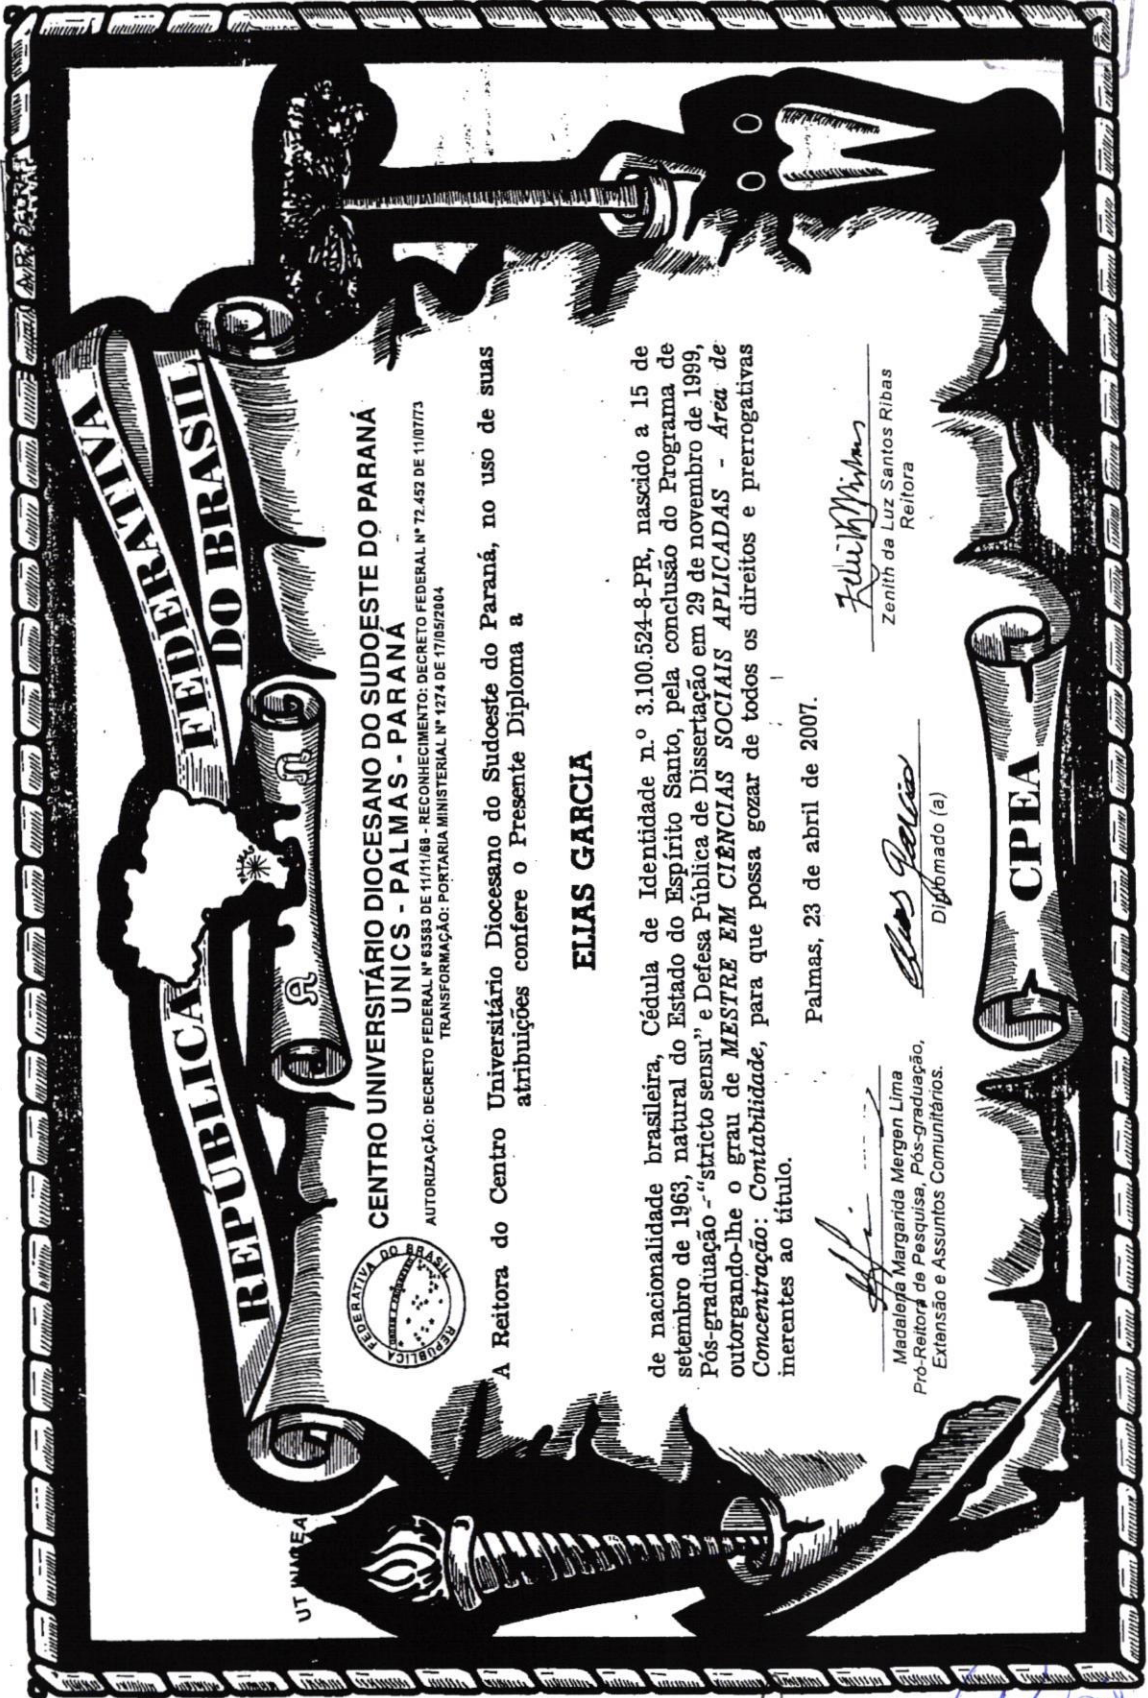 REPÚBLICA FEDERATIVA
DO BRASIL
CENTRO UNIVERSITÁRIO DIOCESANO DO SUDOESTE DO PARANÁ
UNICS - PALMAS - PARANÁ
AUTORIZAÇÃO: DECRETO FEDERAL Nº 63583 DE 11/11/68 - RECONHECIMENTO: DECRETO FEDERAL Nº 72.452 DE 11/07/73
TRANSFORMAÇÃO: PORTARIA MINISTERIAL Nº 1274 DE 17/05/2004
REPÚBLICA FEDERATIVA DO BRASIL
A Reitora do Centro Universitário Diocesano do Sudoeste do Paraná, no uso de suas
atribuições confere o Presente Diploma a
ELIAS GARCIA
de nacionalidade brasileira, Cédula de Identidade n.º 3.100.524-8-PR, nascido a 15 de
setembro de 1963, natural do Estado do Espírito Santo, pela conclusão do Programa de
Pós-graduação - "stricto sensu" e Defesa Pública de Dissertação em 29 de novembro de 1999,
outorgando-lhe o grau de MESTRE EM CIÊNCIAS SOCIAIS APLICADAS - Área de
Concentração: Contabilidade, para que possa gozar de todos os direitos e prerrogativas
inerentes ao título.
Palmas, 23 de abril de 2007.
Madalena Margarida Mergen Lima
Pró-Reitora de Pesquisa, Pós-graduação,
Extensão e Assuntos Comunitários.
Elias Garcia
Diplomado (a)
Zenith da Luz Santos Ribas
Reitora
CPEA